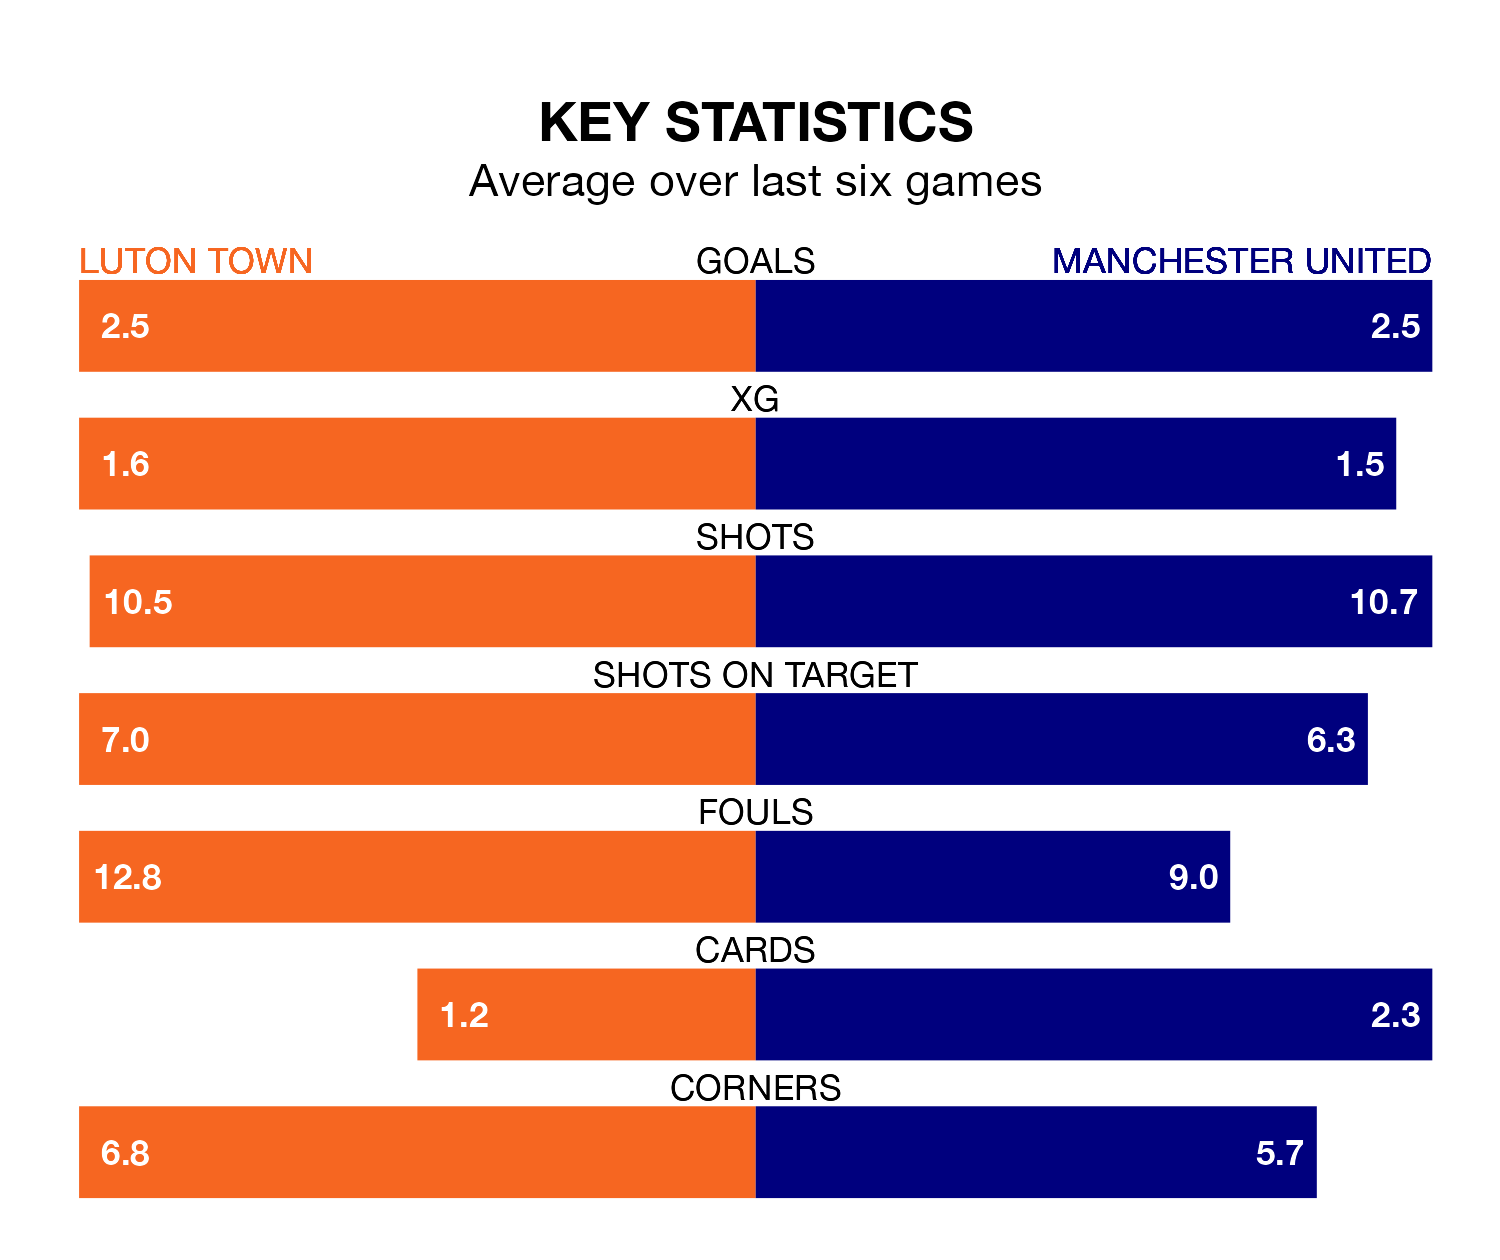 KEY STATISTICS
Average over last six games
LUTON TOWN GOALS MANCHESTER UNITED
2.5 2.5
XG
1.6 1.5
SHOTS
10.5 10.7
SHOTS ON TARGET
7.0 6.3
FOULS
12.8 9.0
CARDS
1.2 2.3
CORNERS
6.8 5.7